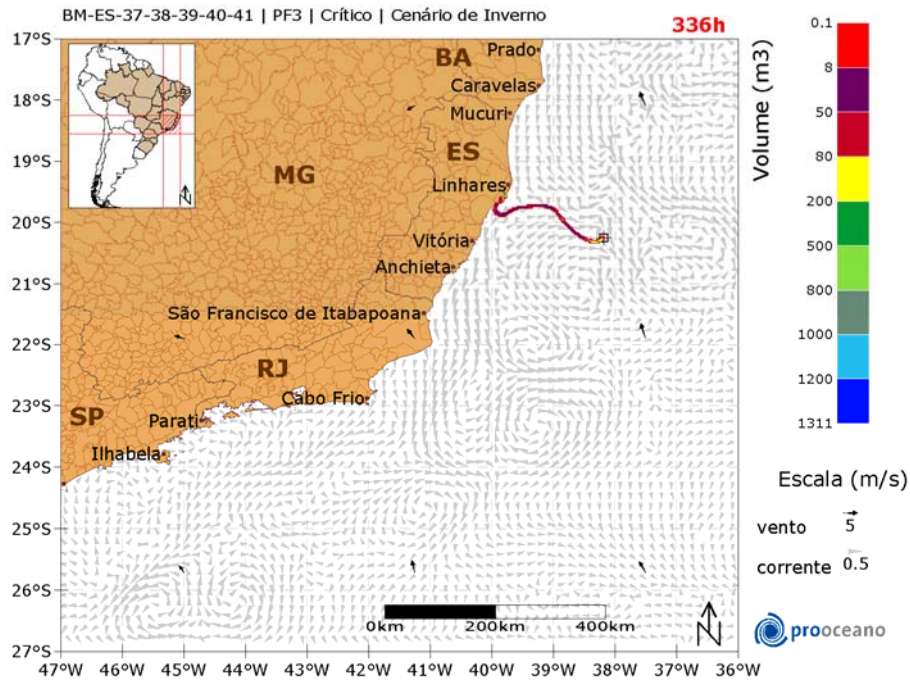 BM-ES-37-38-39-40-41 | PF3 | Crítico | Cenário de Inverno
336h
17°S
18°S
19°S
20°S
21°S
22°S
23°S
24°S
25°S
26°S
27°S
47°W
46°W
45°W
44°W
43°W
42°W
41°W
40°W
39°W
38°W
37°W
36°W
BA
Prado
Caravelas
Mucuri
ES
MG
Linhares
Vitória
Anchieta
São Francisco de Itabapoana
RJ
Cabo Frio
SP
Parati
Ilhabela
N
0km
200km
400km
N
Volume (m3)
0.1
8
50
80
200
500
800
1000
1200
1311
Escala (m/s)
vento 5
corrente 0.5
prooceano